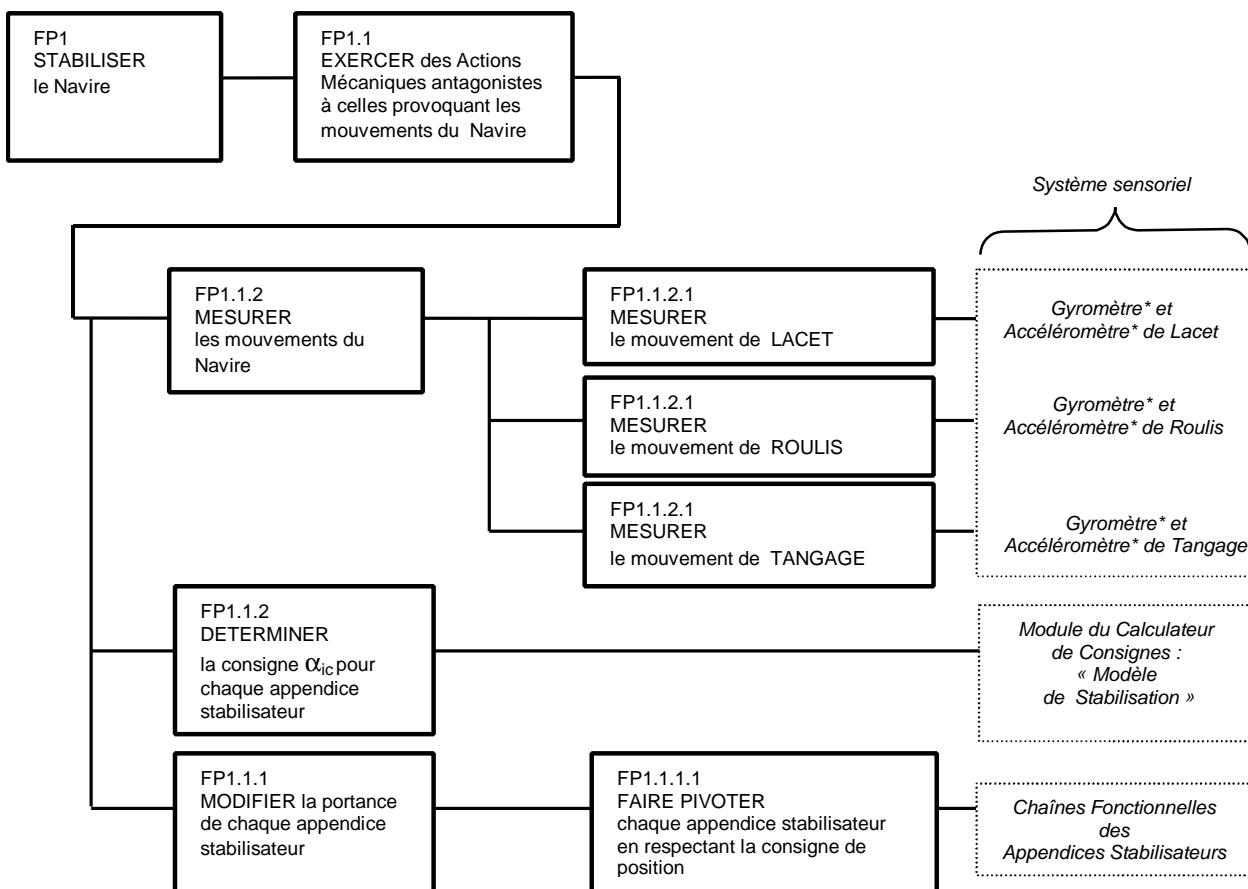 FP1
STABILISER
le Navire
FP1.1
EXERCER des Actions
Mécaniques antagonistes
à celles provoquant les
mouvements du Navire
Système sensoriel
FP1.1.2
MESURER
les mouvements du
Navire
FP1.1.2.1
MESURER
le mouvement de LACET
Gyromètre* et
Accéléromètre* de Lacet
FP1.1.2.1
MESURER
le mouvement de ROULIS
Gyromètre* et
Accéléromètre* de Roulis
FP1.1.2.1
MESURER
le mouvement de TANGAGE
Gyromètre* et
Accéléromètre* de Tangage
FP1.1.2
DETERMINER
la consigne αic pour
chaque appendice
stabilisateur
Module du Calculateur
de Consignes :
« Modèle
de Stabilisation »
FP1.1.1
MODIFIER la portance
de chaque appendice
stabilisateur
FP1.1.1.1
FAIRE PIVOTER
chaque appendice stabilisateur
en respectant la consigne de
position
Chaînes Fonctionnelles
des
Appendices Stabilisateurs